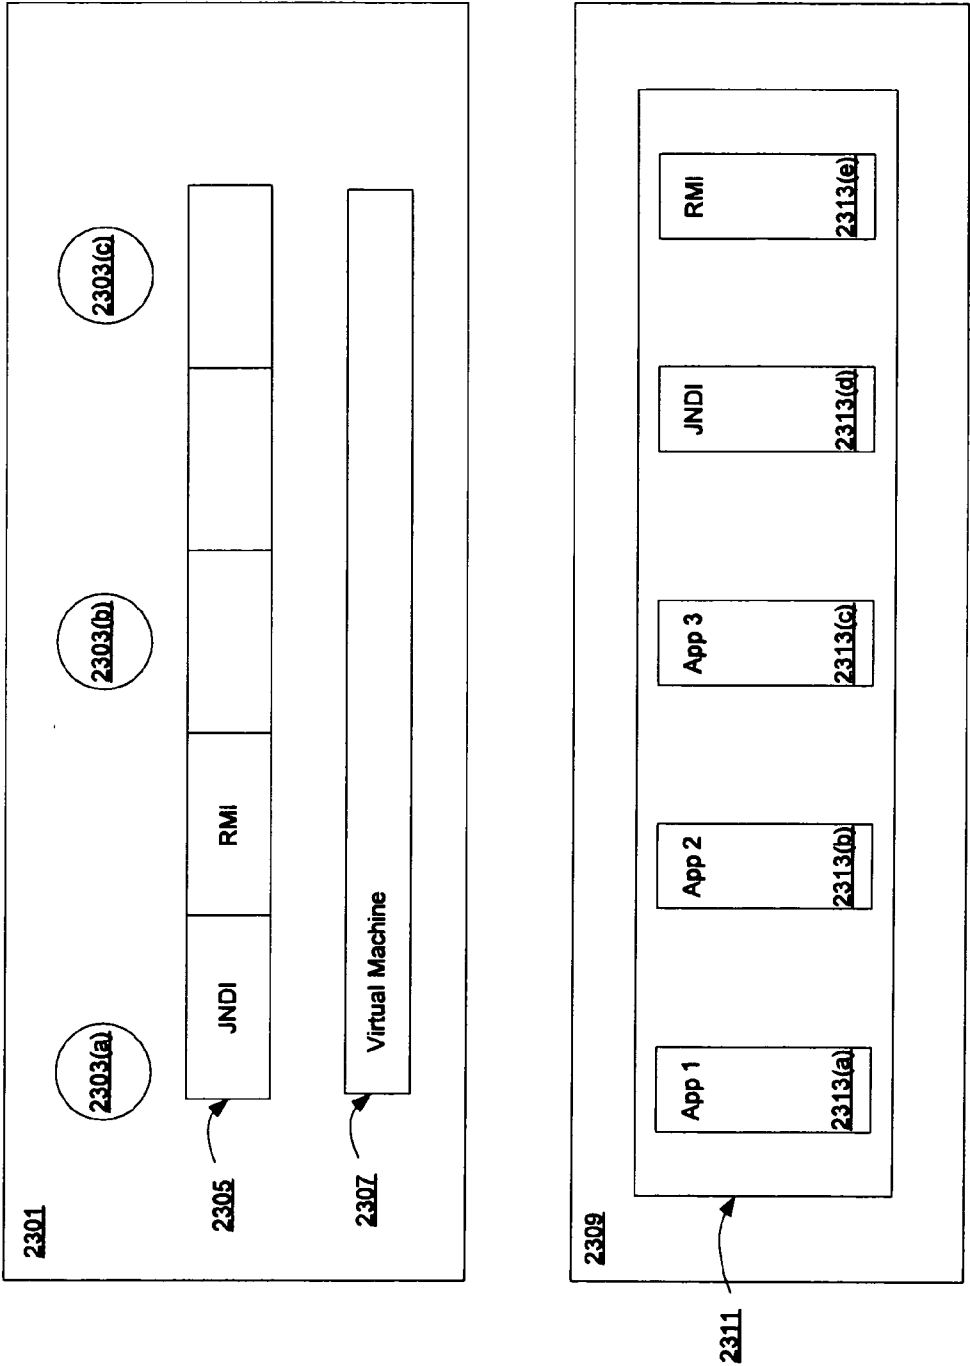 2301
2303(a)
2303(b)
2303(c)
2305
JNDI
RMI
2307
Virtual Machine
2309
2311
App 1
2313(a)
App 2
2313(b)
App 3
2313(c)
JNDI
2313(d)
RMI
2313(e)